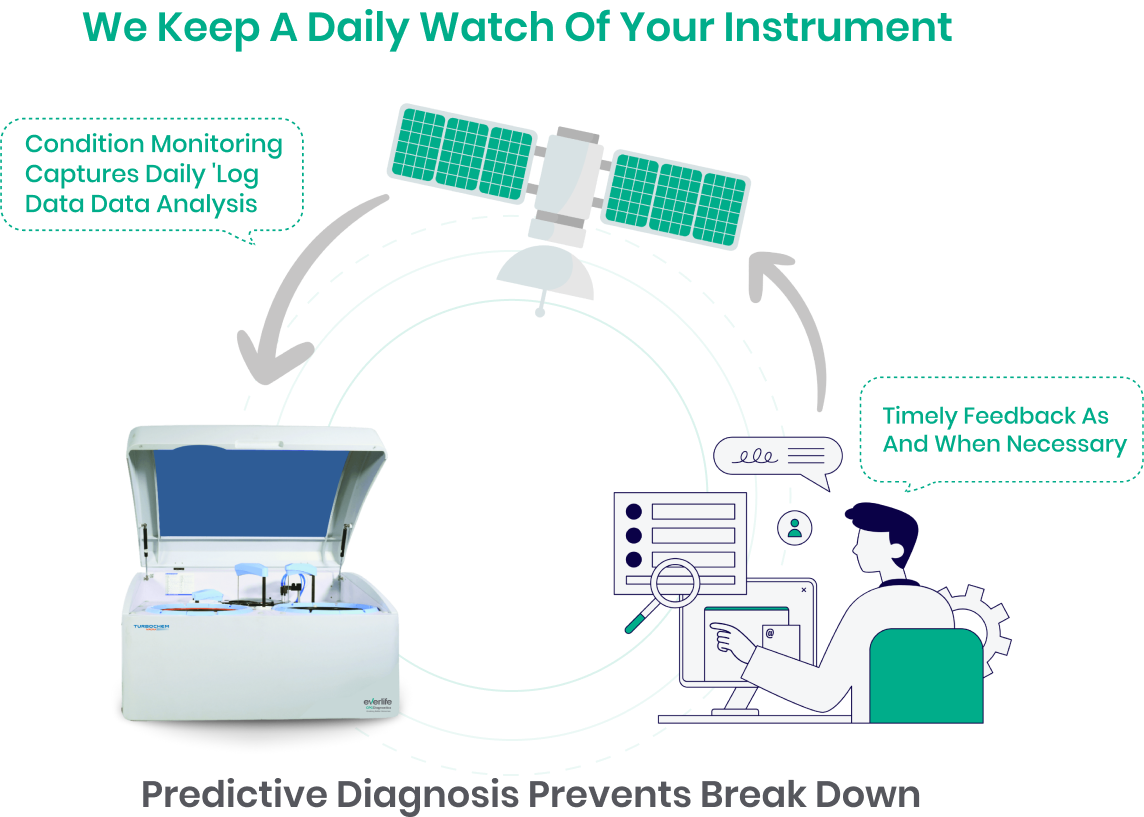 We Keep A Daily Watch Of Your Instrument
Condition Monitoring
Captures Daily 'Log
Data Data Analysis
Timely Feedback As
And When Necessary
@
TURBOCHEM
everlife
Predictive Diagnosis Prevents Break Down